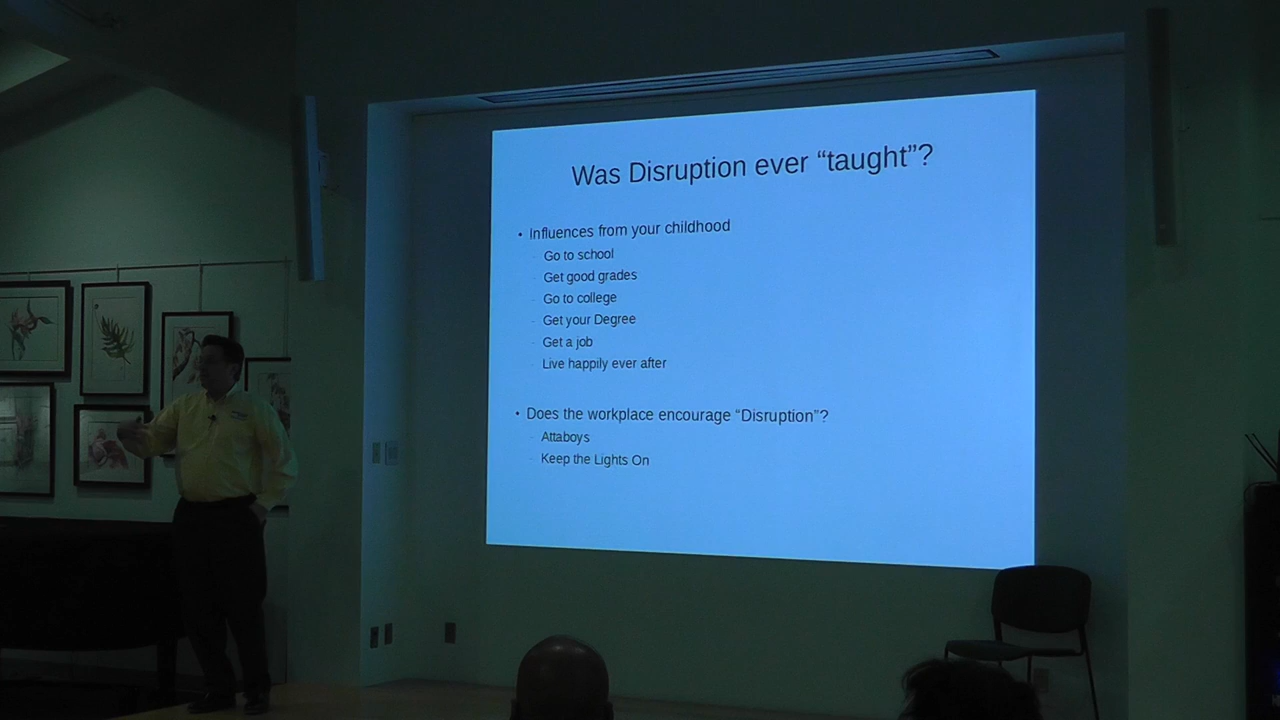 Was Disruption ever “taught”?
• Influences from your childhood
- Go to school
- Get good grades
- Go to college
- Get your Degree
- Get a job
- Live happily ever after
• Does the workplace encourage “Disruption”?
- Attaboys
- Keep the Lights On